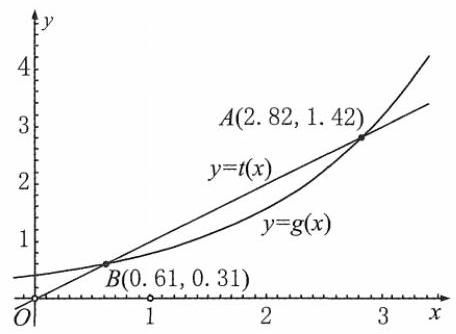 y
4
A(2.82, 1.42)
3
y=t(x)
2
y=g(x)
1
B(0.61, 0.31)
O
1
2
3
x